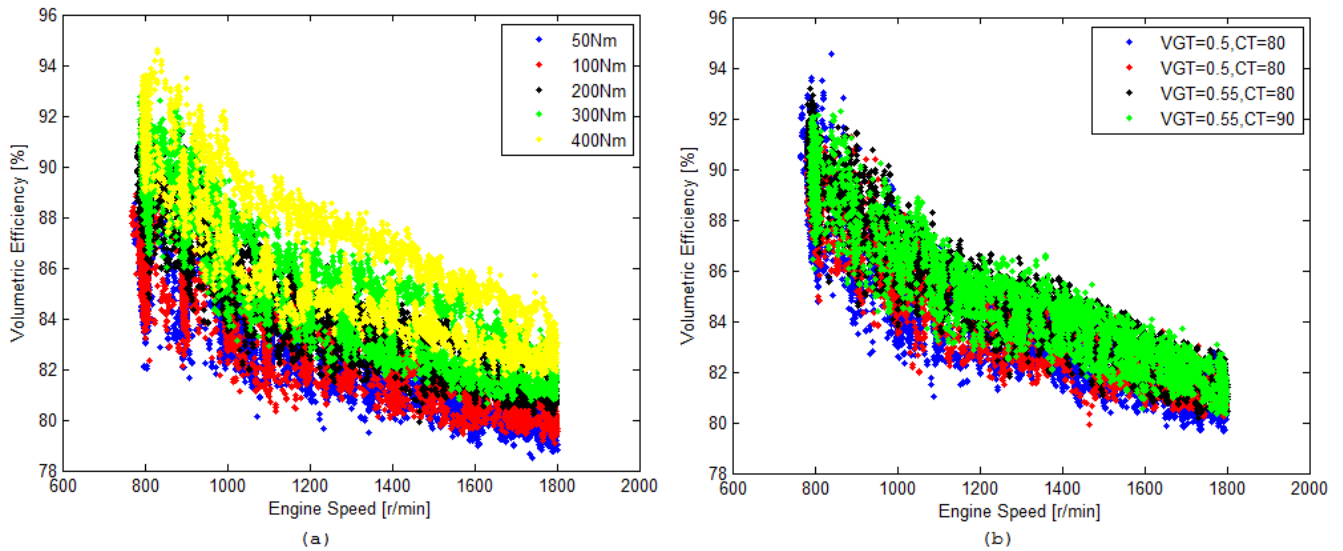 96
94
92
90
88
86
84
82
80
78
600
800
1000
1200
1400
1600
1800
2000
Volumetric Efficiency [%]
Engine Speed [r/min]
50Nm
100Nm
200Nm
300Nm
400Nm
(a)
96
94
92
90
88
86
84
82
80
78
600
800
1000
1200
1400
1600
1800
2000
Volumetric Efficiency [%]
Engine Speed [r/min]
VGT=0.5,CT=80
VGT=0.5,CT=80
VGT=0.55,CT=80
VGT=0.55,CT=90
(b)